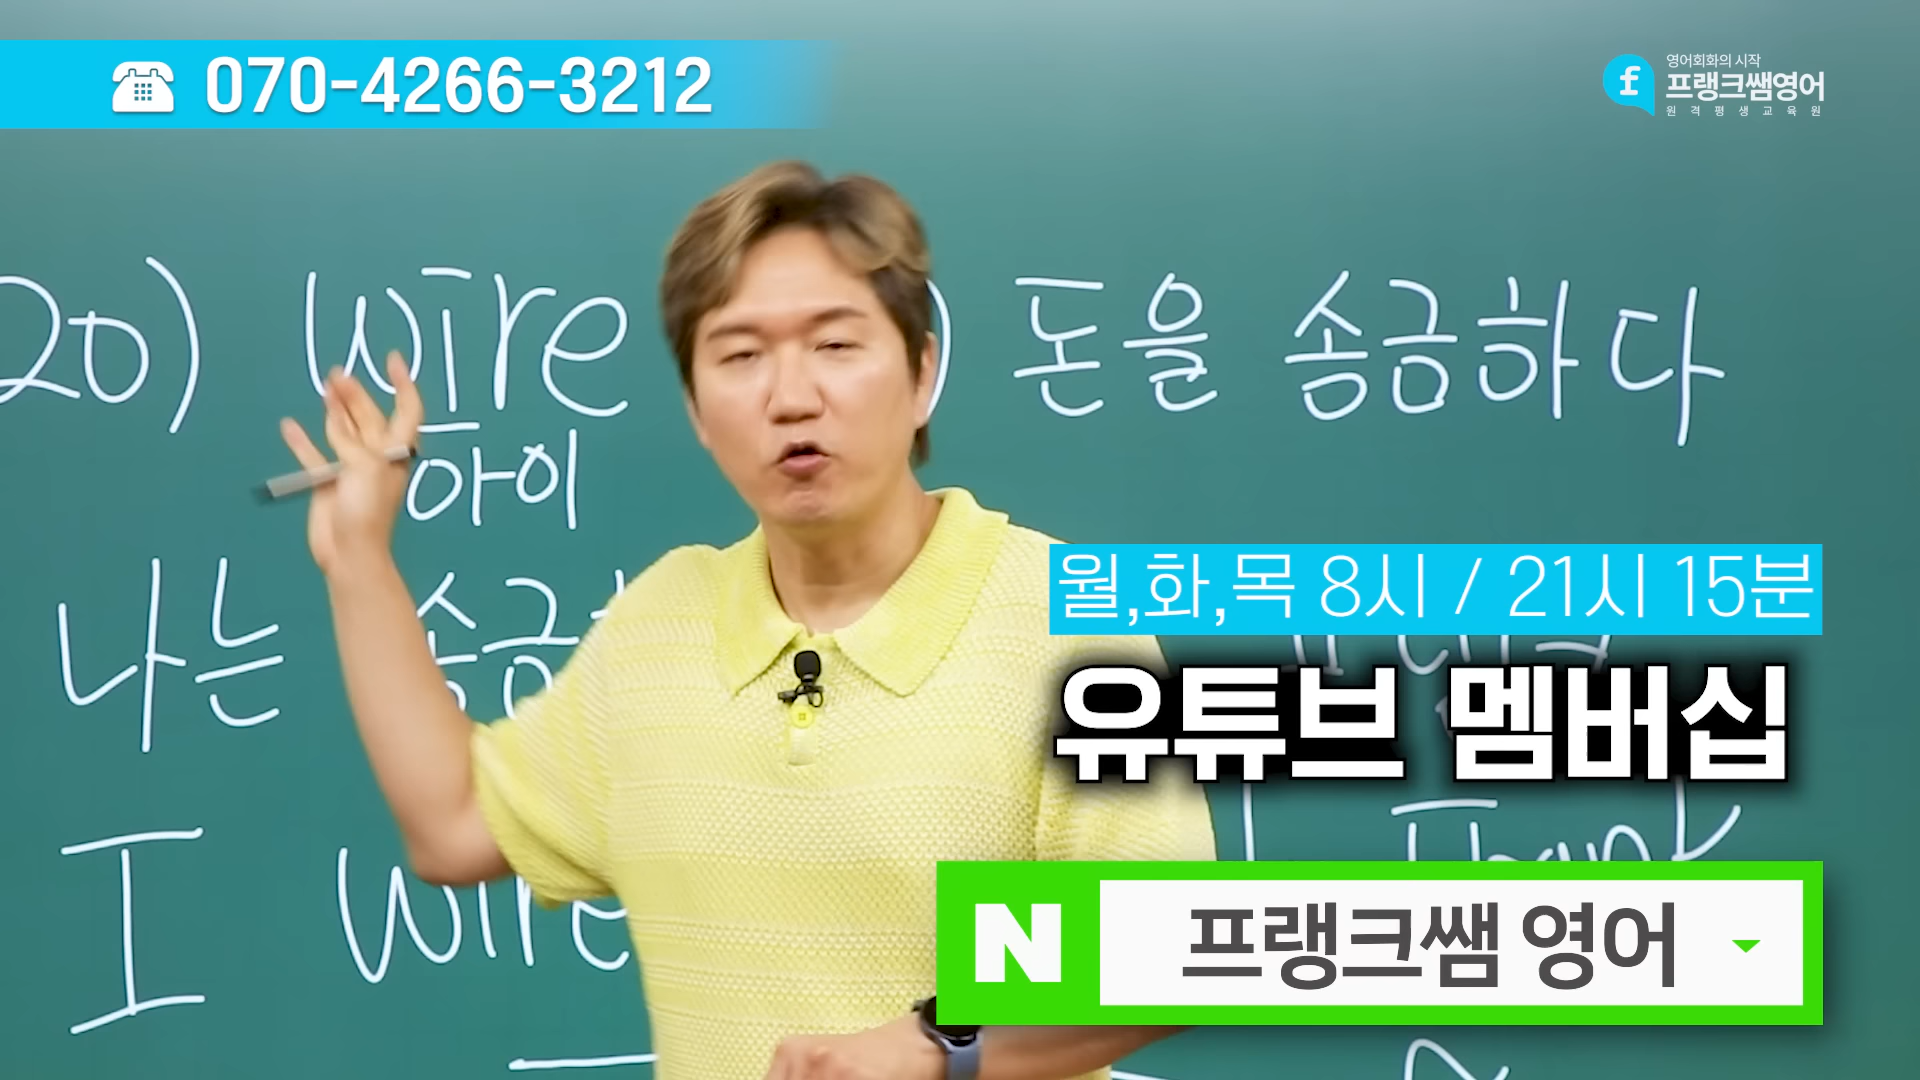 070-4266-3212
영어회화의 시작
프랭크쌤영어
원격평생교육원
20) wire ) 돈을 송금하다
아이
나는 송금
월,화,목 8시 / 21시 15분
유튜브 멤버십
I wire
N 프랭크쌤 영어